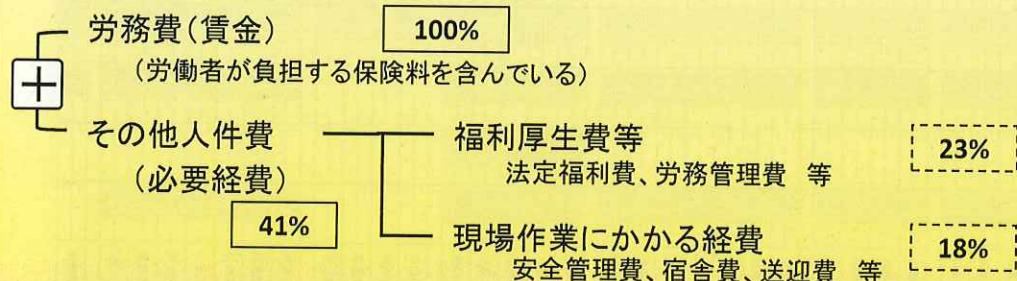 労務費(賃金) 100%
(労働者が負担する保険料を含んでいる)
+
その他人件費 福利厚生費等 23%
(必要経費) 法定福利費、労務管理費 等
41%
現場作業にかかる経費 18%
安全管理費、宿舎費、送迎費 等